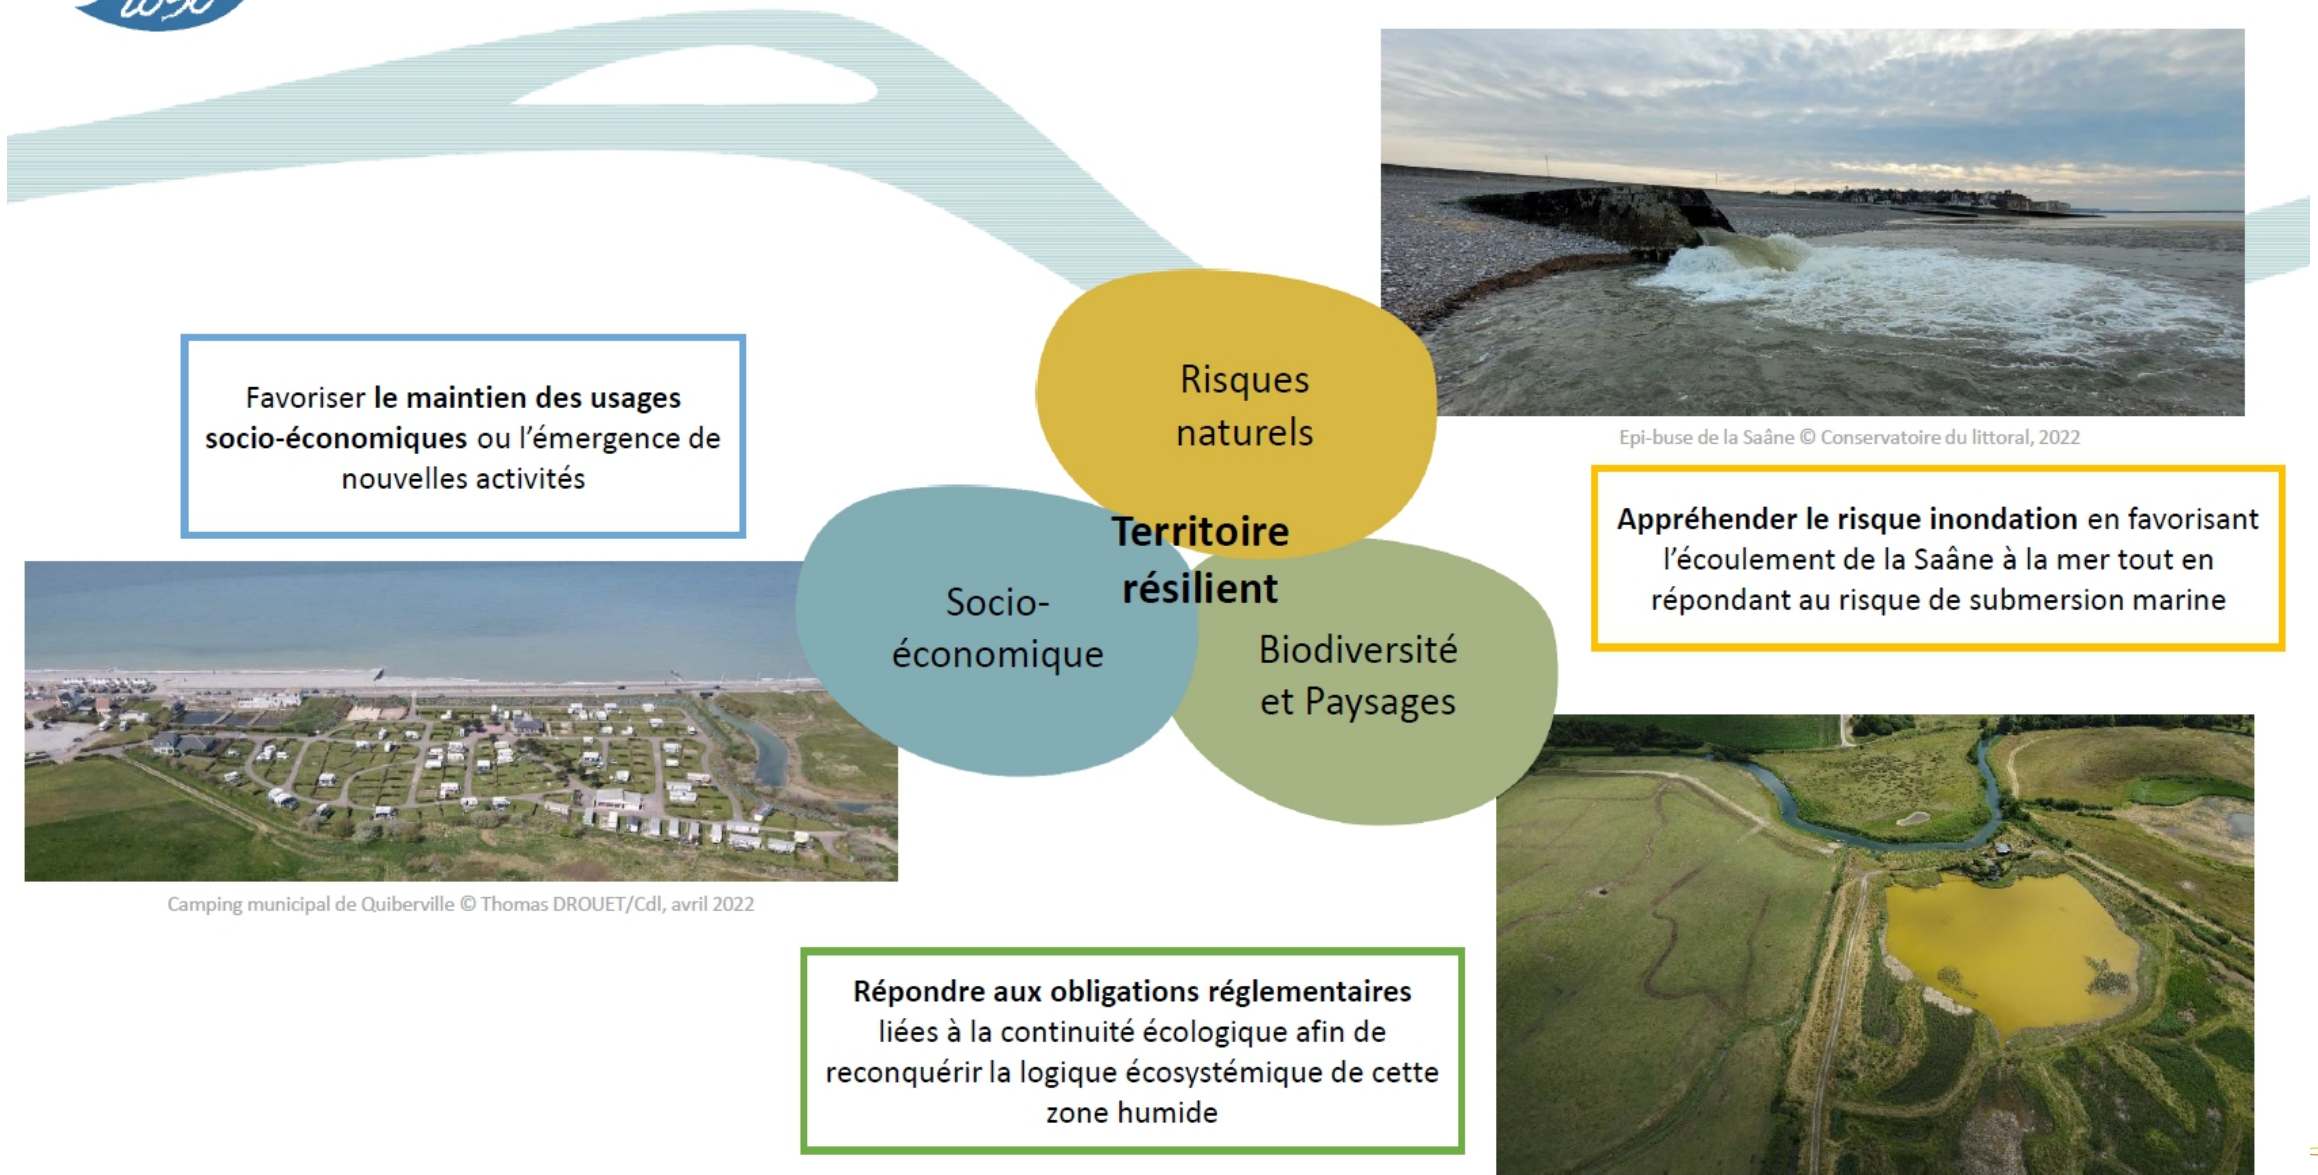 Favoriser le maintien des usages
socio-économiques ou l'émergence de
nouvelles activités
Risques
naturels
Epi-buse de la Saâne © Conservatoire du littoral, 2022
Appréhender le risque inondation en favorisant
l'écoulement de la Saâne à la mer tout en
répondant au risque de submersion marine
Territoire
résilient
Socio-
économique
Biodiversité
et Paysages
Camping municipal de Quiberville © Thomas DROUET/Cdl, avril 2022
Répondre aux obligations réglementaires
liées à la continuité écologique afin de
reconquérir la logique écosystémique de cette
zone humide